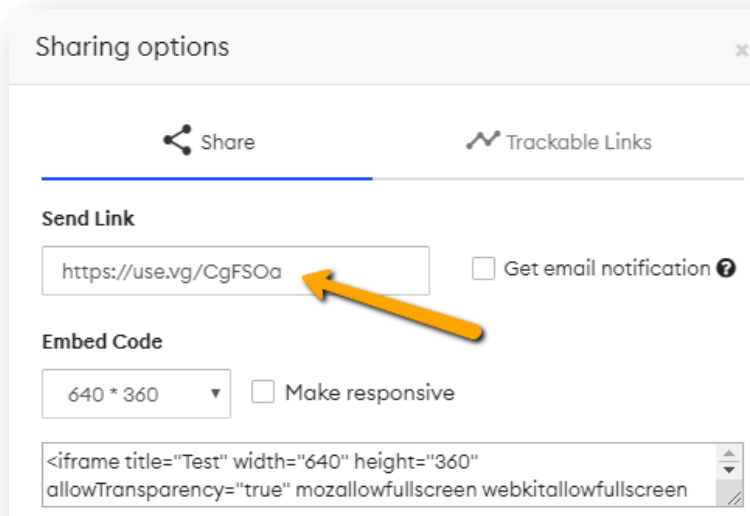 Sharing options
Share
Trackable Links
Send Link
https://use.vg/CgFSOa
Get email notification
Embed Code
640 * 360
Make responsive
<iframe title="Test" width="640" height="360"
allowTransparency="true" mozallowfullscreen webkitallowfullscreen